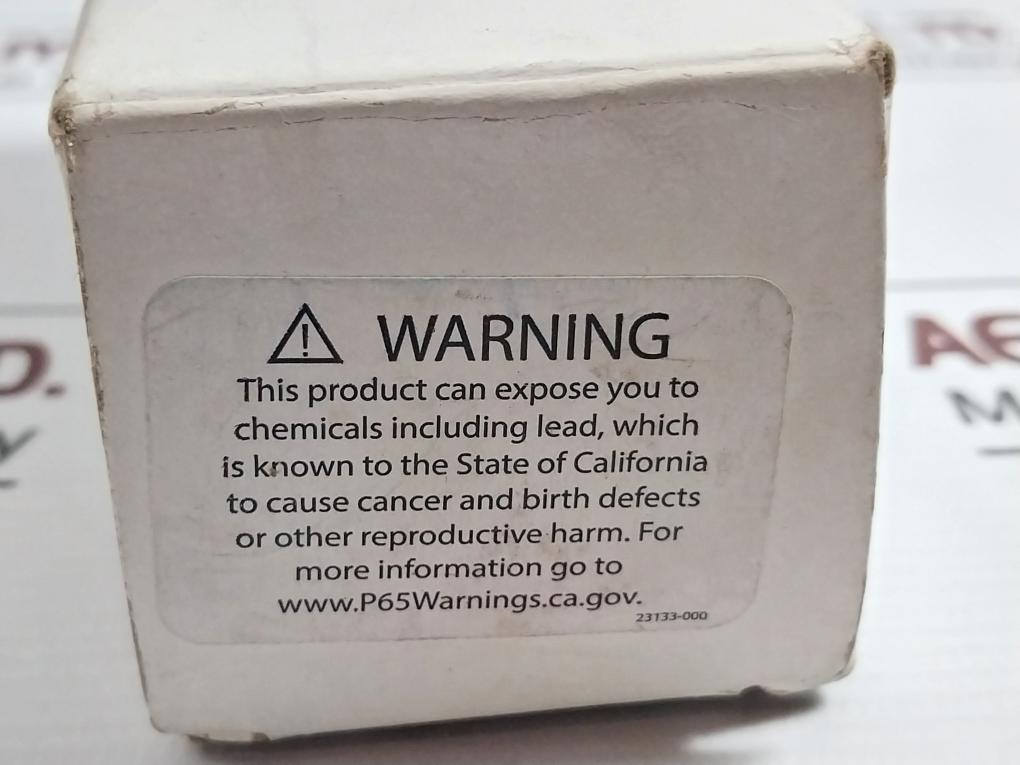 WARNING
This product can expose you to
chemicals including lead, which
is known to the State of California
to cause cancer and birth defects
or other reproductive harm. For
more information go to
www.P65Warnings.ca.gov.
23133-000